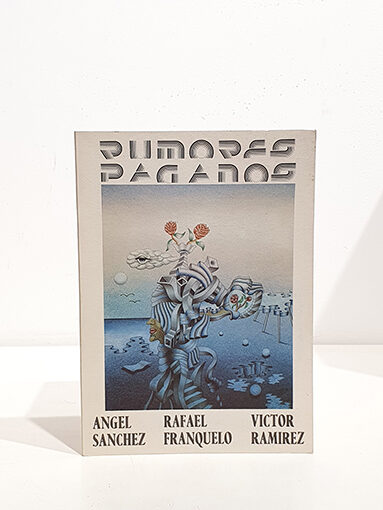 RUMORES
PAGANOS
ANGEL RAFAEL VICTOR
SANCHEZ FRANQUELO RAMIREZ